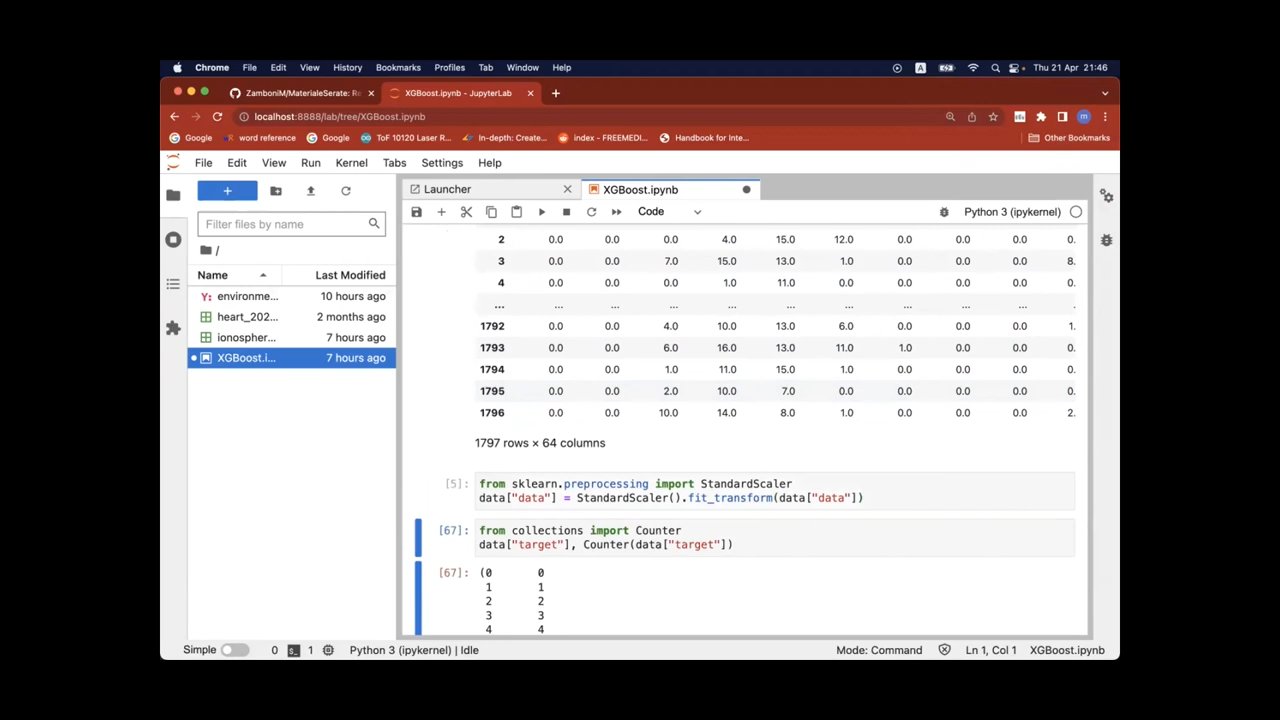 Chrome File Edit View History Bookmarks Profiles Tab Window Help A Thu 21 Apr 21:46
ZamboniM/MaterialeSerate: Re XGBoost.ipynb - JupyterLab
localhost:8888/lab/tree/XGBoost.ipynb m
Google word reference Google ToF 10120 Laser R... In-depth: Create... index - FREEMEDI... Handbook for Inte... Other Bookmarks
File Edit View Run Kernel Tabs Settings Help
Launcher XGBoost.ipynb
Code Python 3 (ipykernel)
Filter files by name
/
Name Last Modified
environme... 10 hours ago
heart_202... 2 months ago
ionospher... 7 hours ago
XGBoost.i... 7 hours ago
2 0.0 0.0 0.0 4.0 15.0 12.0 0.0 0.0 0.0 0.
3 0.0 0.0 7.0 15.0 13.0 1.0 0.0 0.0 0.0 8.
4 0.0 0.0 0.0 1.0 11.0 0.0 0.0 0.0 0.0 0.
... ... ... ... ... ... ... ... ... ... ...
1792 0.0 0.0 4.0 10.0 13.0 6.0 0.0 0.0 0.0 1.
1793 0.0 0.0 6.0 16.0 13.0 11.0 1.0 0.0 0.0 0.
1794 0.0 0.0 1.0 11.0 15.0 1.0 0.0 0.0 0.0 0.
1795 0.0 0.0 2.0 10.0 7.0 0.0 0.0 0.0 0.0 0.
1796 0.0 0.0 10.0 14.0 8.0 1.0 0.0 0.0 0.0 2.
1797 rows × 64 columns
[5]: from sklearn.preprocessing import StandardScaler
data["data"] = StandardScaler().fit_transform(data["data"])
[67]: from collections import Counter
data["target"], Counter(data["target"])
[67]: (0 0
1 1
2 2
3 3
4 4
Simple 0 1 Python 3 (ipykernel) | Idle Mode: Command Ln 1, Col 1 XGBoost.ipynb